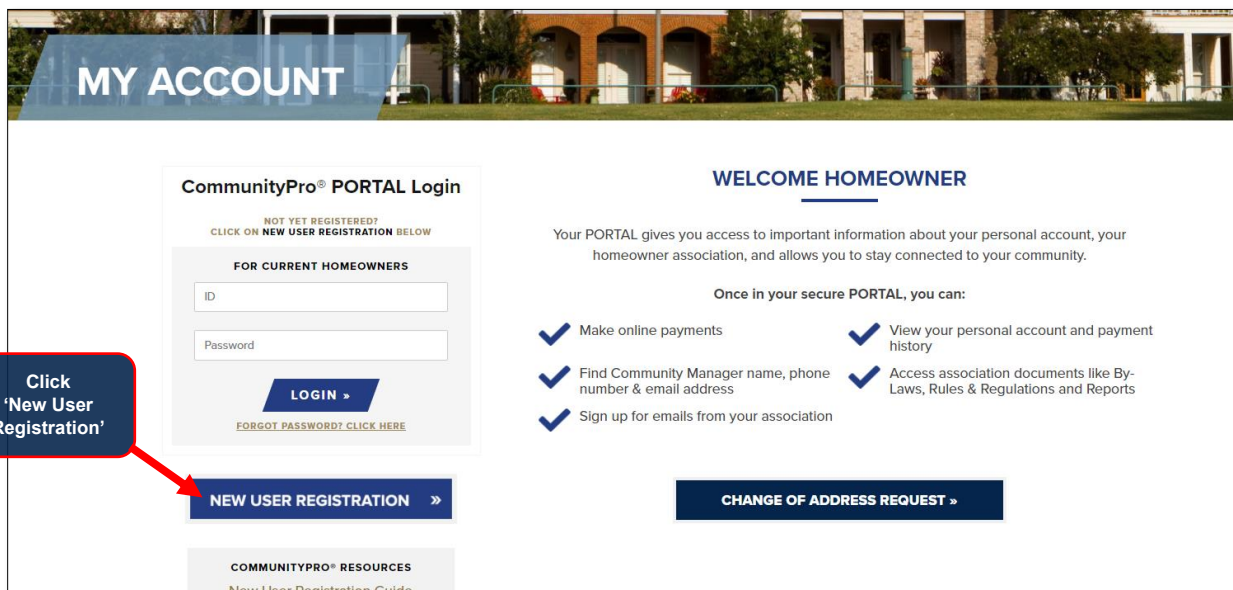 MY ACCOUNT
CommunityPro® PORTAL Login
NOT YET REGISTERED?
CLICK ON NEW USER REGISTRATION BELOW
FOR CURRENT HOMEOWNERS
ID
Password
LOGIN »
FORGOT PASSWORD? CLICK HERE
Click
‘New User
Registration’
NEW USER REGISTRATION »
COMMUNITYPRO® RESOURCES
New User Registration Guide
WELCOME HOMEOWNER
Your PORTAL gives you access to important information about your personal account, your
homeowner association, and allows you to stay connected to your community.
Once in your secure PORTAL, you can:
Make online payments
Find Community Manager name, phone
number & email address
Sign up for emails from your association
View your personal account and payment
history
Access association documents like By-
Laws, Rules & Regulations and Reports
CHANGE OF ADDRESS REQUEST »